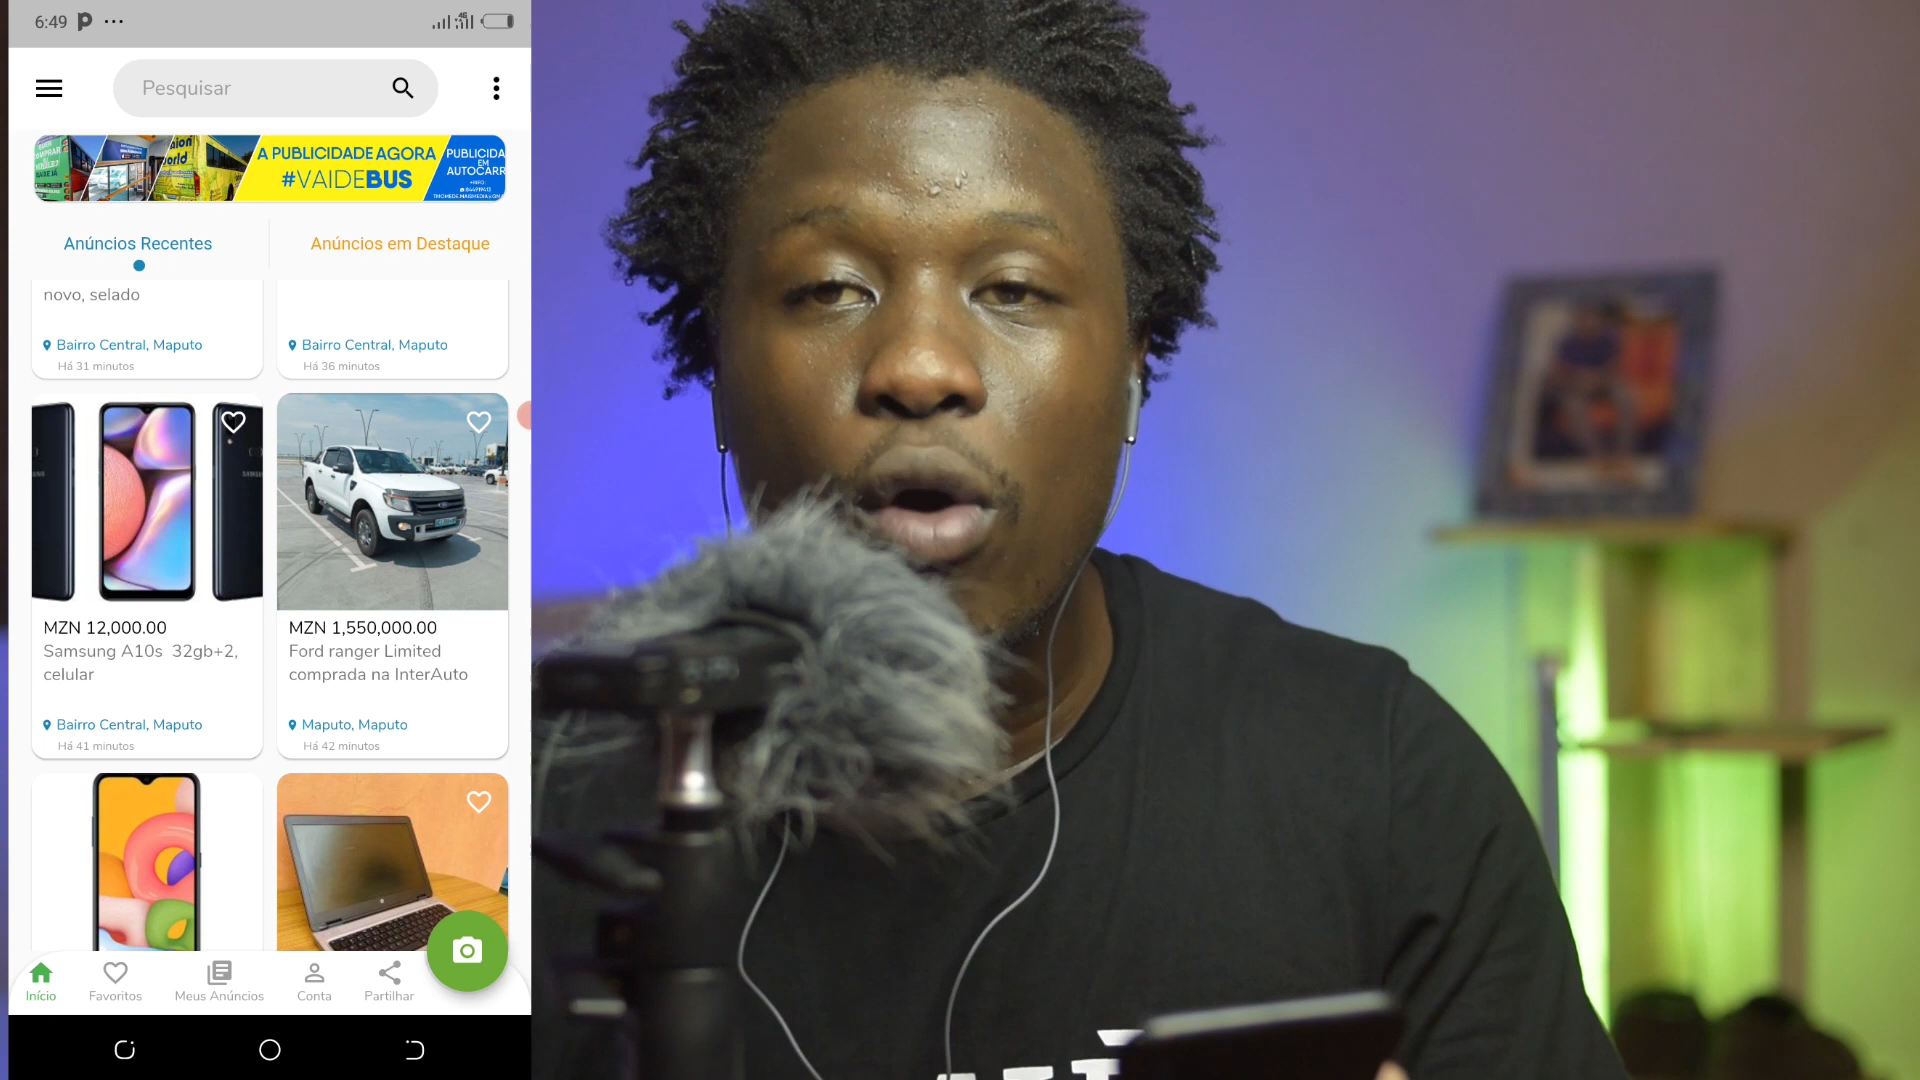 6:49
4G
Pesquisar
A PUBLICIDADE AGORA
#VAIDEBUS
PUBLICIDA
EM
AUTOCARR
Anúncios Recentes
Anúncios em Destaque
novo, selado
Bairro Central, Maputo
Há 31 minutos
Bairro Central, Maputo
Há 36 minutos
MZN 12,000.00
Samsung A10s 32gb+2,
celular
Bairro Central, Maputo
Há 41 minutos
MZN 1,550,000.00
Ford ranger Limited
comprada na InterAuto
Maputo, Maputo
Há 42 minutos
Início
Favoritos
Meus Anúncios
Conta
Partilhar